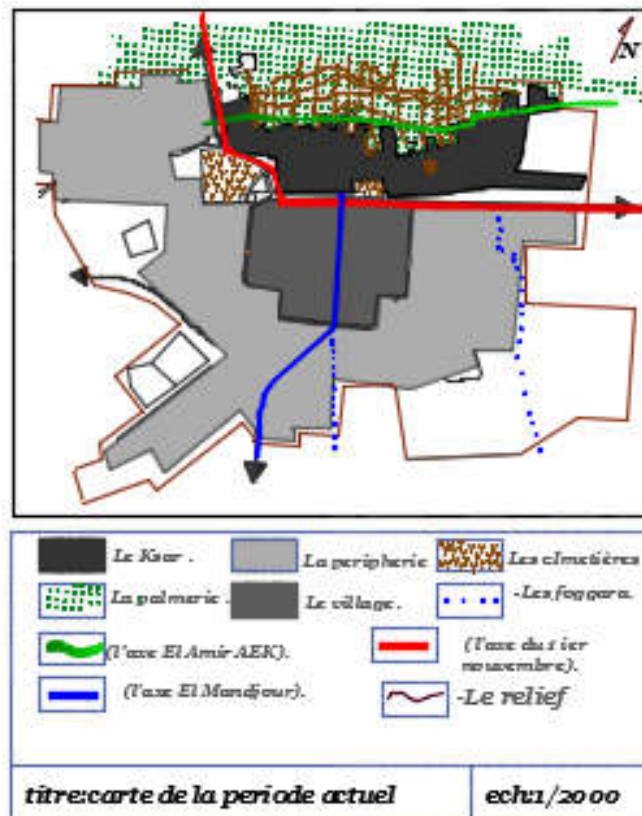 N
Le Ksar .
La peripherie
Les cimetières
La palmerie .
Le village.
-Les foggara.
(l'axe El Amir AEK).
(l'axe du 1 ier
nouvembre).
(l'axe El Mandjour).
-Le relief
titre:carte de la periode actuel
ech:1/2000